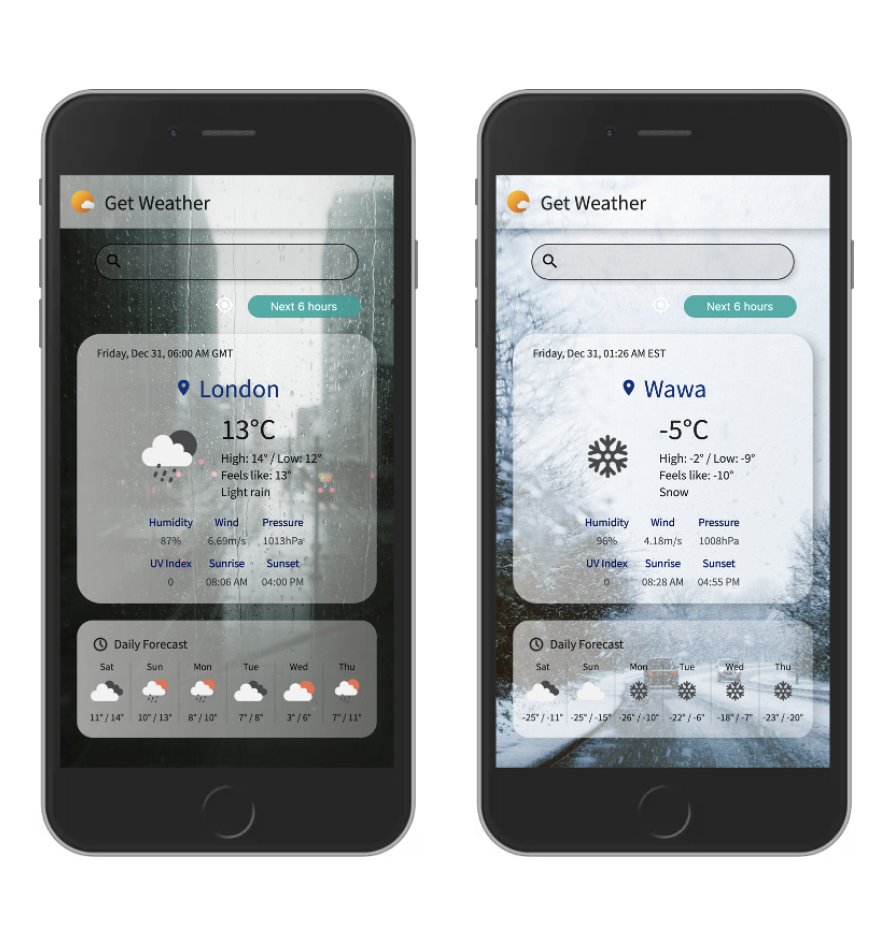 Get Weather
Next 6 hours
Friday, Dec 31, 06:00 AM GMT
London
13°C
High: 14° / Low: 12°
Feels like: 13°
Light rain
Humidity Wind Pressure
87% 6.69m/s 1013hPa
UV Index Sunrise Sunset
0 08:06 AM 04:00 PM
Daily Forecast
Sat Sun Mon Tue Wed Thu
11° / 14° 10° / 13° 8° / 10° 7° / 8° 3° / 6° 7° / 11°
Get Weather
Next 6 hours
Friday, Dec 31, 01:26 AM EST
Wawa
-5°C
High: -2° / Low: -9°
Feels like: -10°
Snow
Humidity Wind Pressure
96% 4.18m/s 1008hPa
UV Index Sunrise Sunset
0 08:28 AM 04:55 PM
Daily Forecast
Sat Sun Mon Tue Wed Thu
-25° / -11° -25° / -15° -26° / -10° -22° / -6° -18° / -7° -23° / -20°